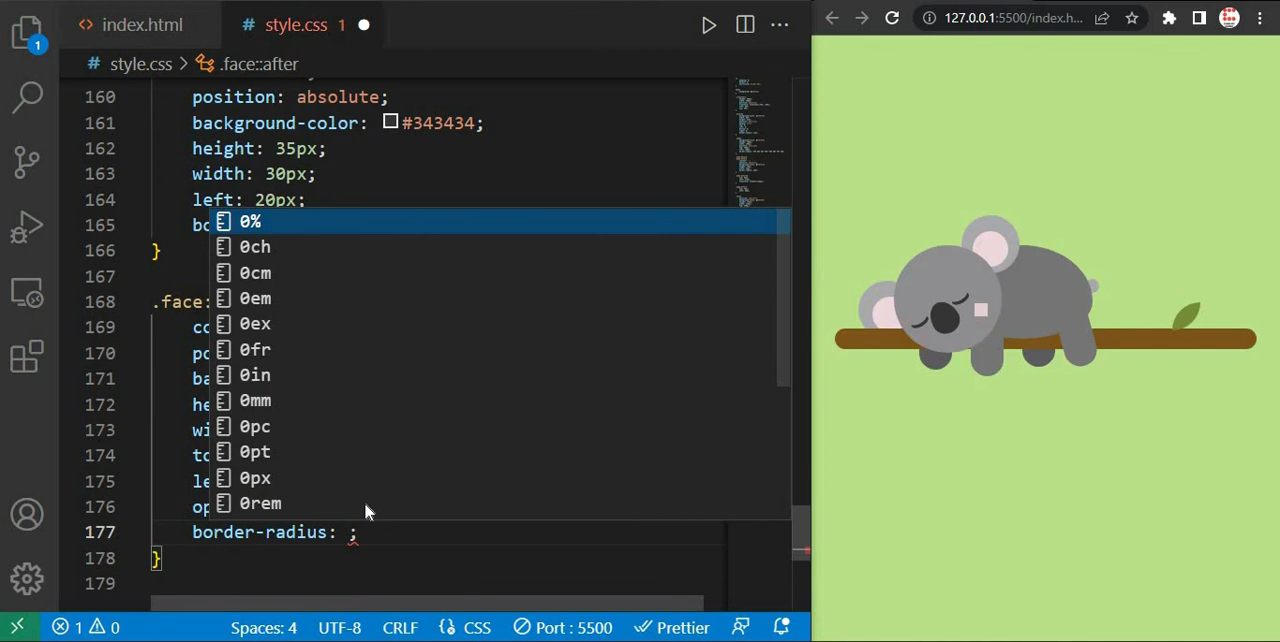 index.html
style.css 1
127.0.0.1:5500/index.h...
style.css > .face::after
160 position: absolute;
161 background-color: #343434;
162 height: 35px;
163 width: 30px;
164 left: 20px;
165 bo
166 }
167
168 .face:
169 co
170 po
171 ba
172 he
173 wi
174 to
175 le
176 op
177 border-radius: ;
178 }
179
0%
0ch
0cm
0em
0ex
0fr
0in
0mm
0pc
0pt
0px
0rem
1
1 0
Spaces: 4
UTF-8
CRLF
CSS
Port : 5500
Prettier